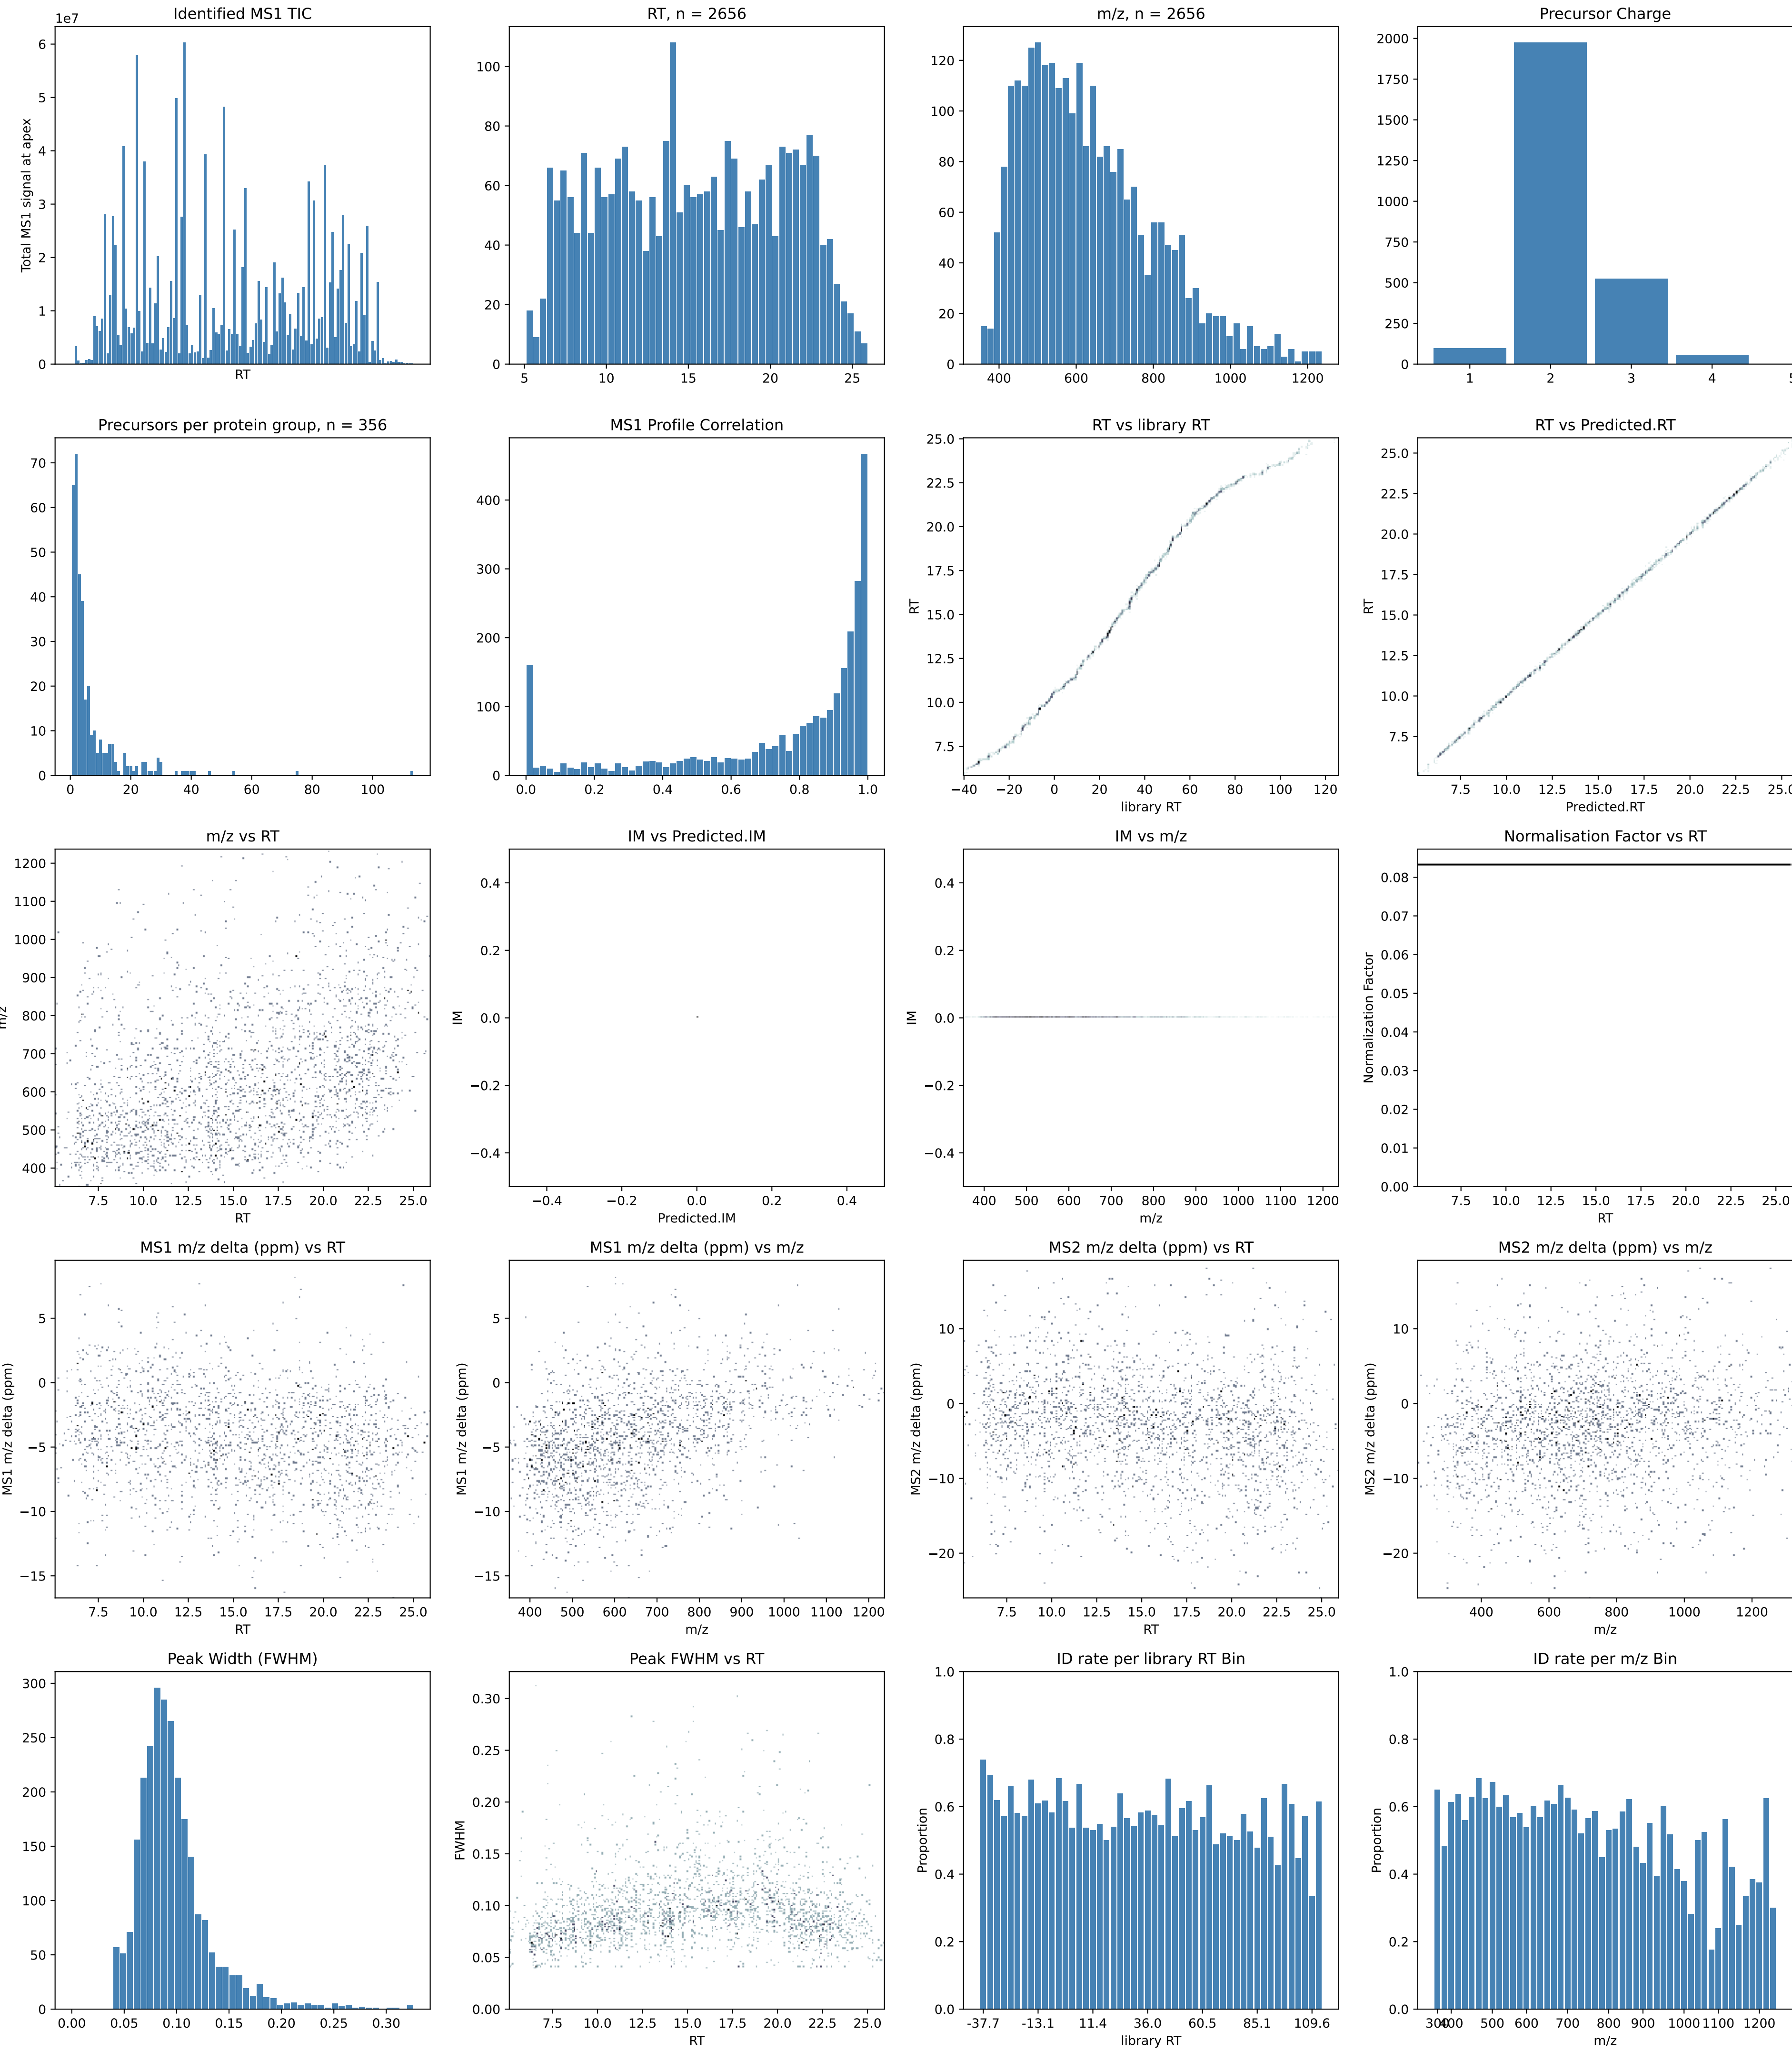 Identified MS1 TIC
1e7
Total MS1 signal at apex
6
5
4
3
2
1
0
RT
RT, n = 2656
100
80
60
40
20
0
5 10 15 20 25
m/z, n = 2656
120
100
80
60
40
20
0
400 600 800 1000 1200
Precursor Charge
2000
1750
1500
1250
1000
750
500
250
0
1 2 3 4 5
Precursors per protein group, n = 356
70
60
50
40
30
20
10
0
0 20 40 60 80 100
MS1 Profile Correlation
400
300
200
100
0
0.0 0.2 0.4 0.6 0.8 1.0
RT vs library RT
RT
25.0
22.5
20.0
17.5
15.0
12.5
10.0
7.5
−40 −20 0 20 40 60 80 100 120
library RT
RT vs Predicted.RT
RT
25.0
22.5
20.0
17.5
15.0
12.5
10.0
7.5
7.5 10.0 12.5 15.0 17.5 20.0 22.5 25.0
Predicted.RT
m/z vs RT
m/z
1200
1100
1000
900
800
700
600
500
400
7.5 10.0 12.5 15.0 17.5 20.0 22.5 25.0
RT
IM vs Predicted.IM
IM
0.4
0.2
0.0
−0.2
−0.4
−0.4 −0.2 0.0 0.2 0.4
Predicted.IM
IM vs m/z
IM
0.4
0.2
0.0
−0.2
−0.4
400 500 600 700 800 900 1000 1100 1200
m/z
Normalisation Factor vs RT
Normalization Factor
0.08
0.07
0.06
0.05
0.04
0.03
0.02
0.01
0.00
7.5 10.0 12.5 15.0 17.5 20.0 22.5 25.0
RT
MS1 m/z delta (ppm) vs RT
MS1 m/z delta (ppm)
5
0
−5
−10
−15
7.5 10.0 12.5 15.0 17.5 20.0 22.5 25.0
RT
MS1 m/z delta (ppm) vs m/z
MS1 m/z delta (ppm)
5
0
−5
−10
−15
400 500 600 700 800 900 1000 1100 1200
m/z
MS2 m/z delta (ppm) vs RT
MS2 m/z delta (ppm)
10
0
−10
−20
7.5 10.0 12.5 15.0 17.5 20.0 22.5 25.0
RT
MS2 m/z delta (ppm) vs m/z
MS2 m/z delta (ppm)
10
0
−10
−20
400 600 800 1000 1200
m/z
Peak Width (FWHM)
300
250
200
150
100
50
0
0.00 0.05 0.10 0.15 0.20 0.25 0.30
Peak FWHM vs RT
FWHM
0.30
0.25
0.20
0.15
0.10
0.05
0.00
7.5 10.0 12.5 15.0 17.5 20.0 22.5 25.0
RT
ID rate per library RT Bin
Proportion
1.0
0.8
0.6
0.4
0.2
0.0
-37.7 -13.1 11.4 36.0 60.5 85.1 109.6
library RT
ID rate per m/z Bin
Proportion
1.0
0.8
0.6
0.4
0.2
0.0
300 400 500 600 700 800 900 1000 1100 1200
m/z